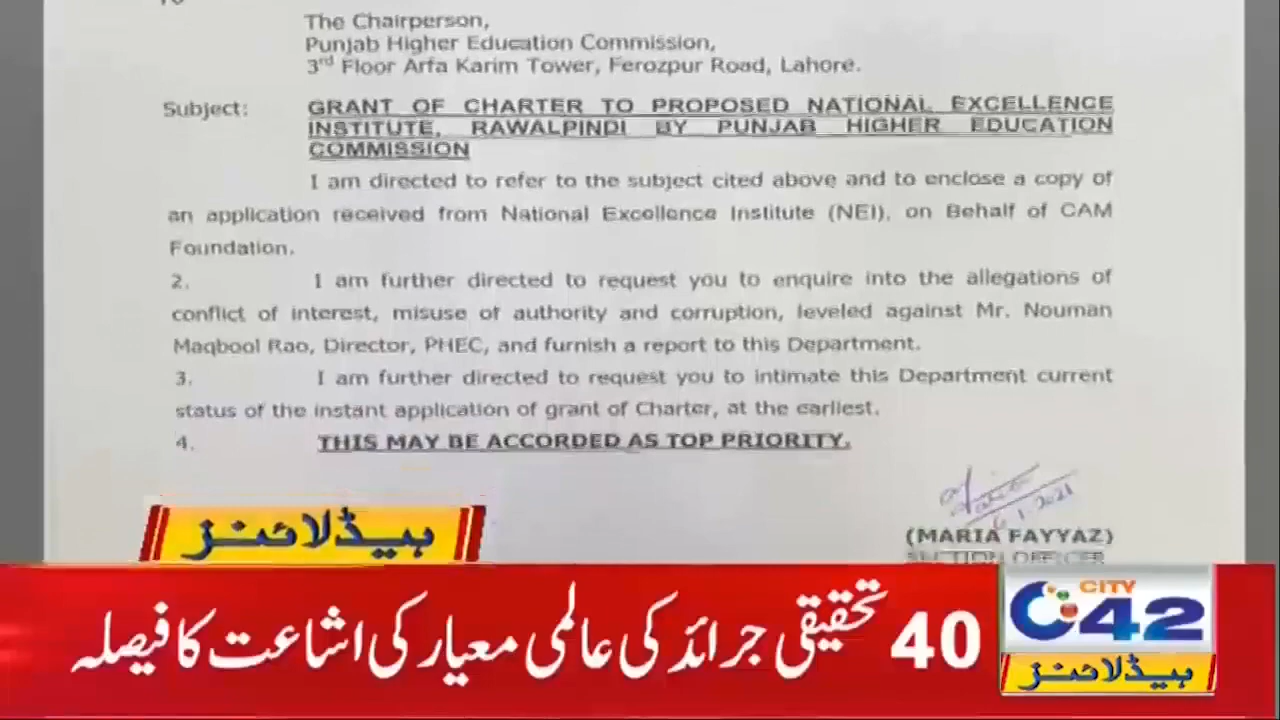 The Chairperson,
Punjab Higher Education Commission,
3rd Floor Arfa Karim Tower, Ferozpur Road, Lahore.
Subject: GRANT OF CHARTER TO PROPOSED NATIONAL EXCELLENCE
INSTITUTE, RAWALPINDI BY PUNJAB HIGHER EDUCATION
COMMISSION
I am directed to refer to the subject cited above and to enclose a copy of
an application received from National Excellence Institute (NEI), on Behalf of CAM
Foundation.
2. I am further directed to request you to enquire into the allegations of
conflict of interest, misuse of authority and corruption, leveled against Mr. Nouman
Maqbool Rao, Director, PHEC, and furnish a report to this Department.
3. I am further directed to request you to intimate this Department current
status of the instant application of grant of Charter, at the earliest.
4. THIS MAY BE ACCORDED AS TOP PRIORITY.
(MARIA FAYYAZ)
SECTION OFFICER
ہیڈلائنز
40 تحقیقی جرائد کی عالمی معیار کی اشاعت کا فیصلہ
CITY
42
ہیڈلائنز